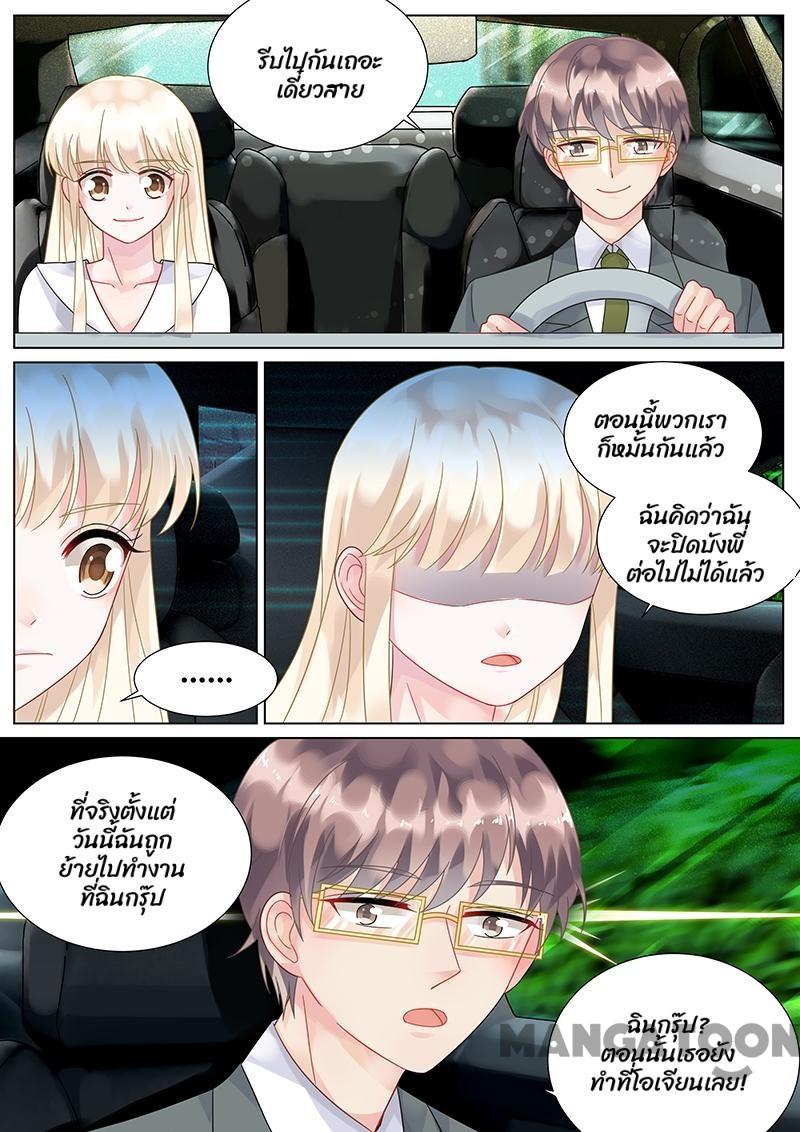 รีบไปกันเถอะ
เดี๋ยวสาย
......
ตอนนี้พวกเรา
ก็หมั้นกันแล้ว
ฉันคิดว่าฉัน
จะปิดบังพี่
ต่อไปไม่ได้แล้ว
ที่จริงตั้งแต่
วันนี้ฉันถูก
ย้ายไปทำงาน
ที่ฉินกรุ๊ป
ฉินกรุ๊ป?
ตอนนั้นเธอยัง
ทำที่ไอเจียนเลย!
MANGATOON